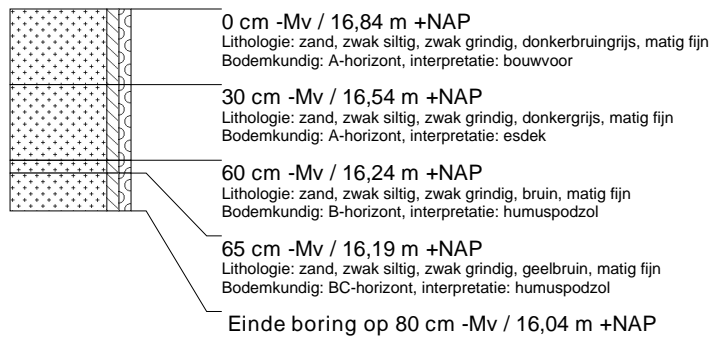 0 cm -Mv / 16,84 m +NAP
Lithologie: zand, zwak siltig, zwak grindig, donkerbruingrijs, matig fijn
Bodemkundig: A-horizont, interpretatie: bouwvoor
30 cm -Mv / 16,54 m +NAP
Lithologie: zand, zwak siltig, zwak grindig, donkergrijs, matig fijn
Bodemkundig: A-horizont, interpretatie: esdek
60 cm -Mv / 16,24 m +NAP
Lithologie: zand, zwak siltig, zwak grindig, bruin, matig fijn
Bodemkundig: B-horizont, interpretatie: humuspodzol
65 cm -Mv / 16,19 m +NAP
Lithologie: zand, zwak siltig, zwak grindig, geelbruin, matig fijn
Bodemkundig: BC-horizont, interpretatie: humuspodzol
Einde boring op 80 cm -Mv / 16,04 m +NAP